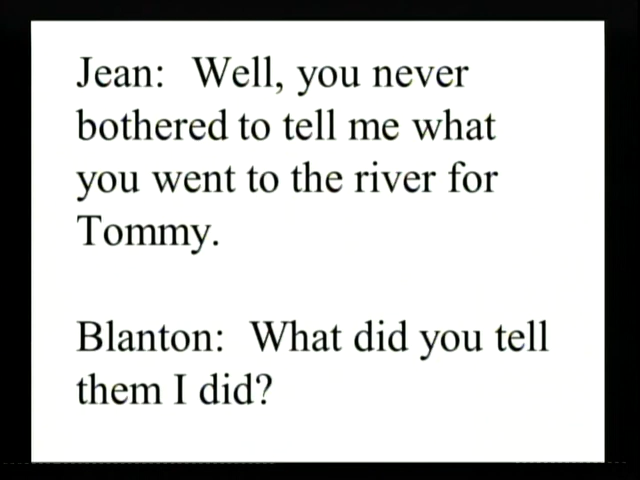 Jean:  Well, you never
bothered to tell me what
you went to the river for
Tommy.
Blanton:  What did you tell
them I did?